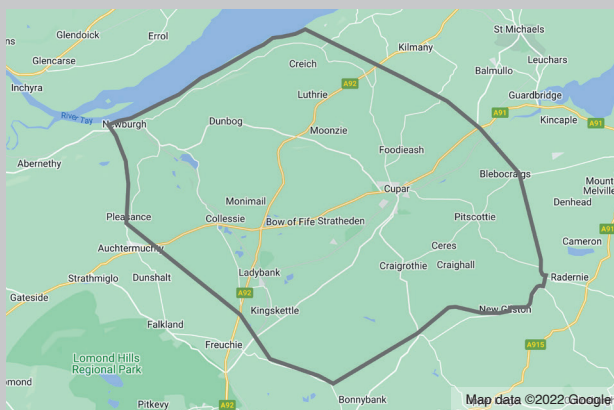 St Michaels
Glendoick
Errol
ns
Kilmany
Leuchars
Glencarse
Creich
Balmullo
A92
Inchyra
Luthrie
Guardbridge
River Tay
A91
Kincaple
Newburgh
Dunbog
A91
Moonzie
Abernethy
Foodieash
Blebocraigs
Mount
Melville
Cupar
Monimail
Denhead
Pleasance
Collessie
Bow of Fife
Stratheden
Pitscottie
A91
Auchtermuchty
Ceres
Cameron
Strathmiglo
Dunshalt
Ladybank
Craigrothie
Craighall
Radernie
Gateside
A92
Kingskettle
New Gilston
Falkland
Freuchie
A915
Lomond Hills
Regional Park
omond
Bonnybank
Pitkevy
A92
Map data ©2022 Google